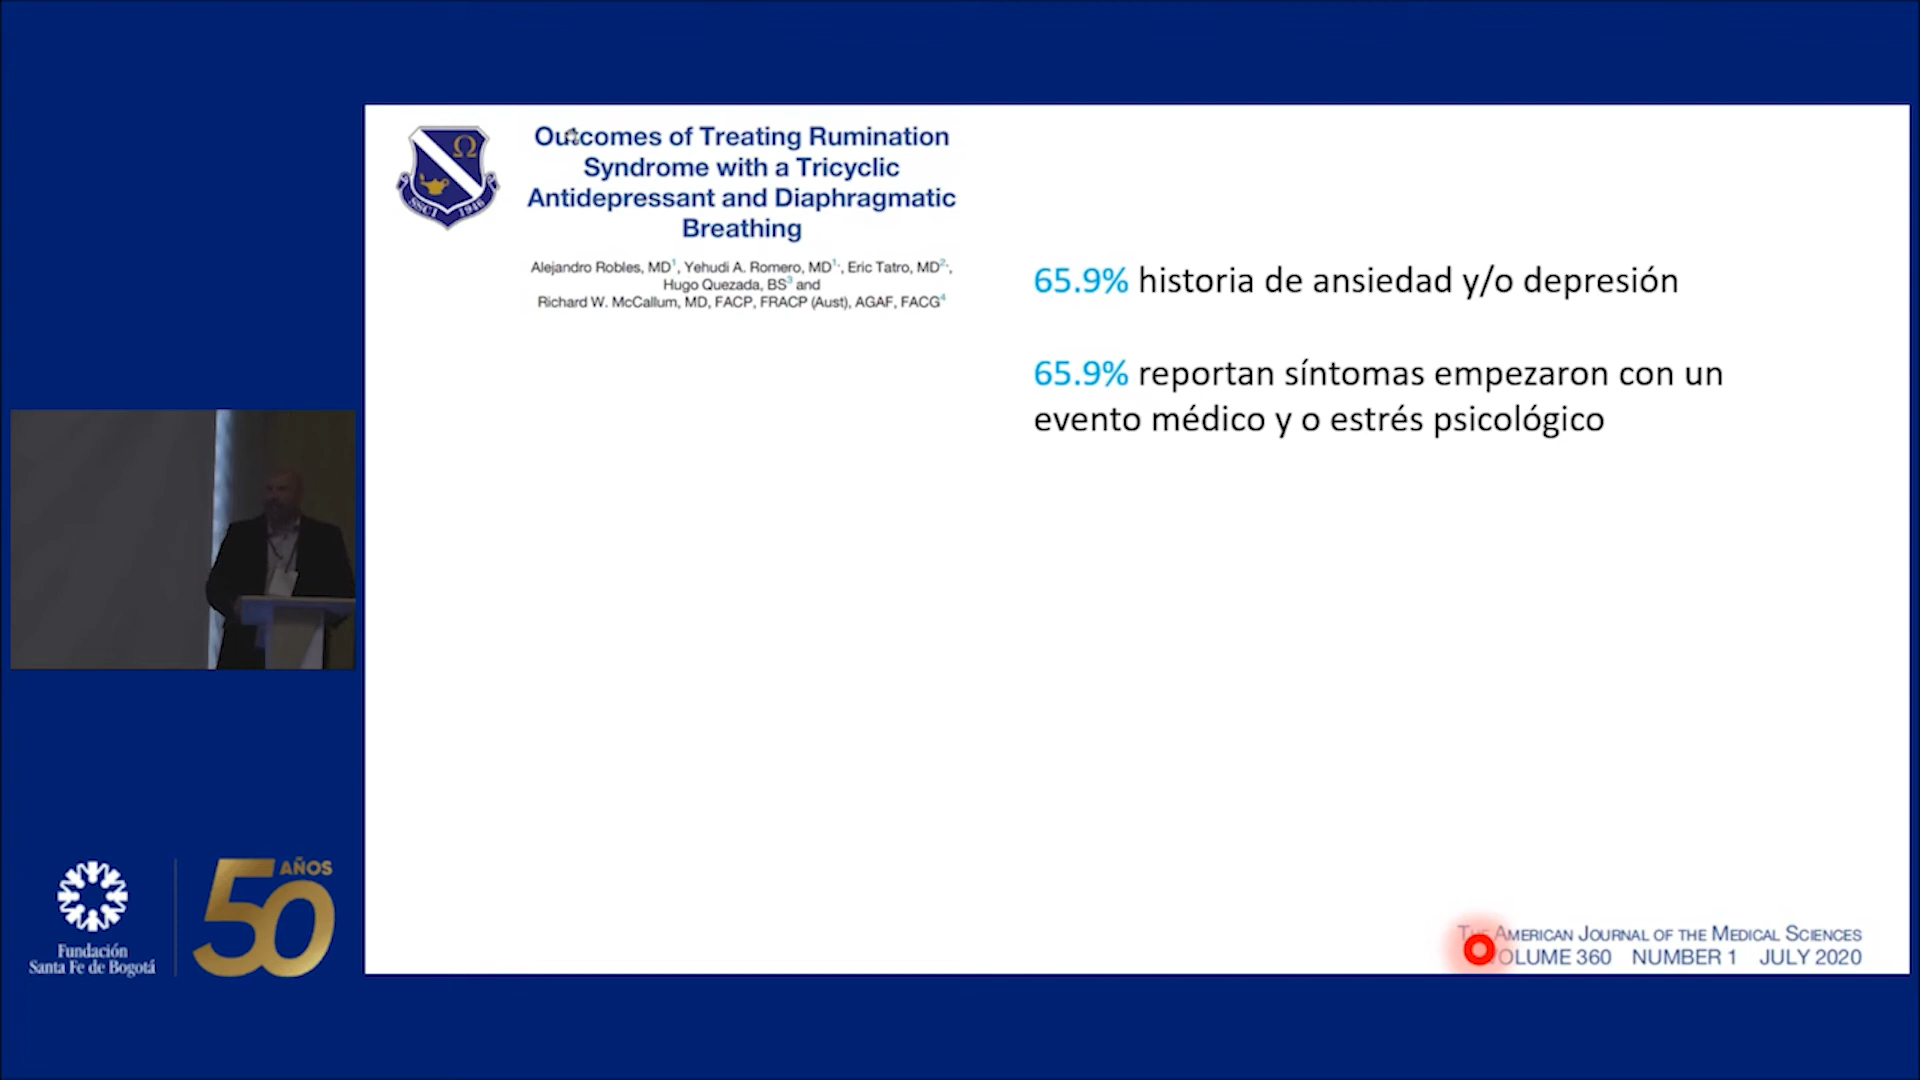 Outcomes of Treating Rumination
Syndrome with a Tricyclic
Antidepressant and Diaphragmatic
Breathing
Alejandro Robles, MD1, Yehudi A. Romero, MD1,, Eric Tatro, MD2,,
Hugo Quezada, BS3 and
Richard W. McCallum, MD, FACP, FRACP (Aust), AGAF, FACG4
Ω
SSCI 1946
65.9% historia de ansiedad y/o depresión
65.9% reportan síntomas empezaron con un
evento médico y o estrés psicológico
THE AMERICAN JOURNAL OF THE MEDICAL SCIENCES
VOLUME 360 NUMBER 1 JULY 2020
Fundación
Santa Fe de Bogotá
50 AÑOS